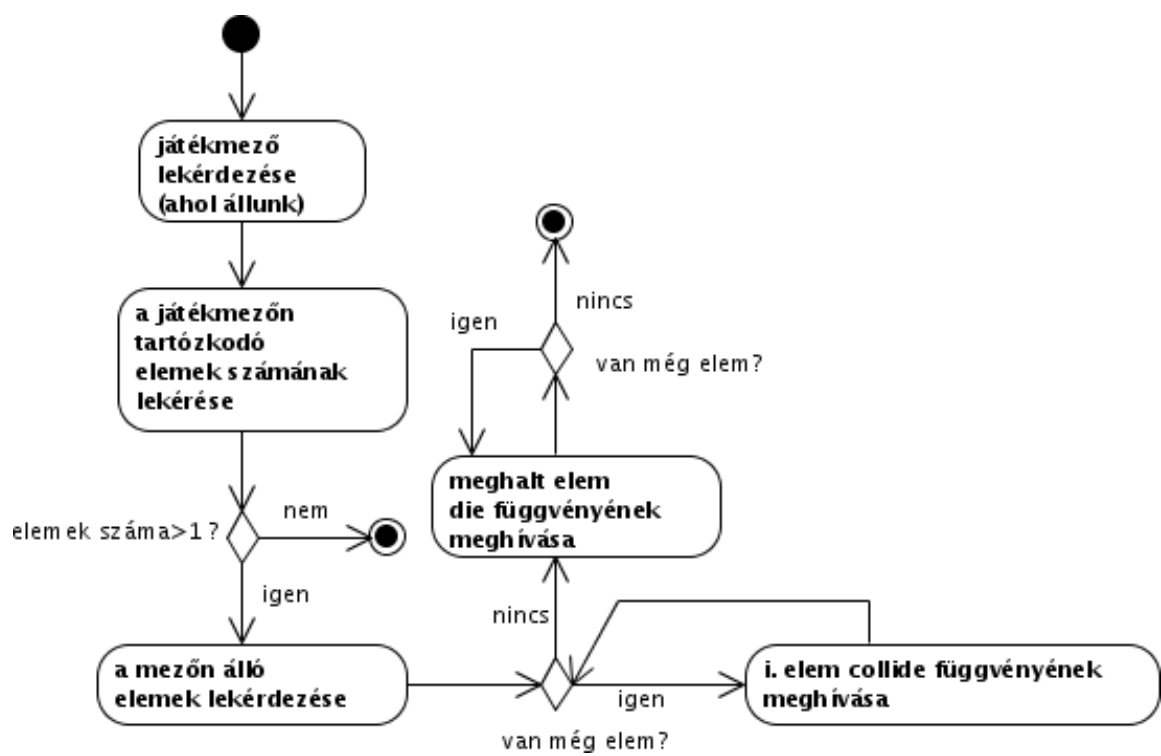 játékmező
lekérdezése
(ahol állunk)
a játékmezőn
tartózkodó
elemek számának
lekérése
elemek száma>1?
nem
igen
a mezőn álló
elemek lekérdezése
van még elem?
igen
i. elem collide függvényének
meghívása
nincs
meghalt elem
die függvényének
meghívása
van még elem?
igen
nincs